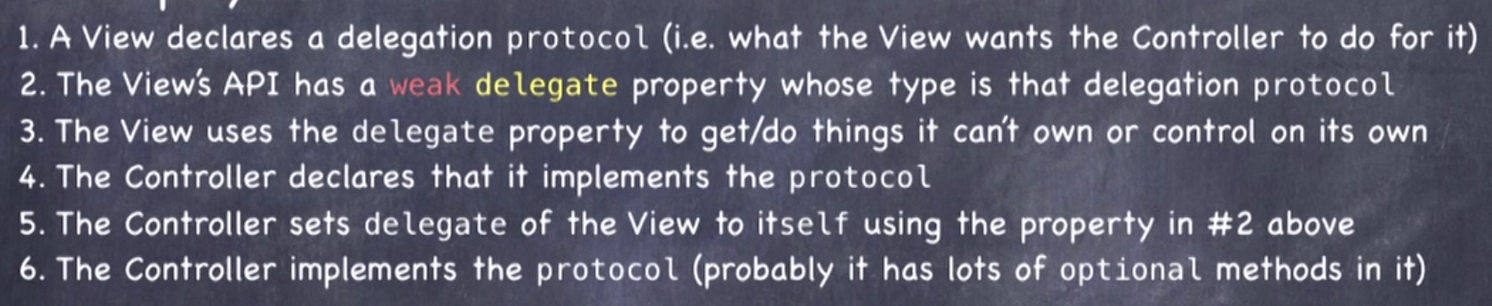 1. A View declares a delegation protocol (i.e. what the View wants the Controller to do for it)
2. The View's API has a weak delegate property whose type is that delegation protocol
3. The View uses the delegate property to get/do things it can't own or control on its own
4. The Controller declares that it implements the protocol
5. The Controller sets delegate of the View to itself using the property in #2 above
6. The Controller implements the protocol (probably it has lots of optional methods in it)